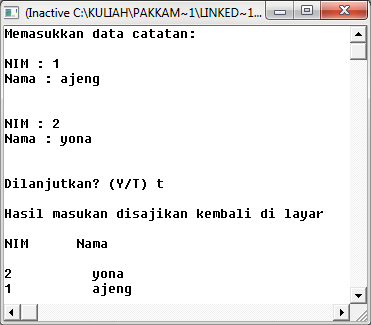 (Inactive C:\KULIAH\PAKKAM~1\LINKED~1...
Memasukkan data catatan:
NIM : 1
Nama : ajeng
NIM : 2
Nama : yona
Dilanjutkan? (Y/T) t
Hasil masukan disajikan kembali di layar
NIM Nama
2 yona
1 ajeng